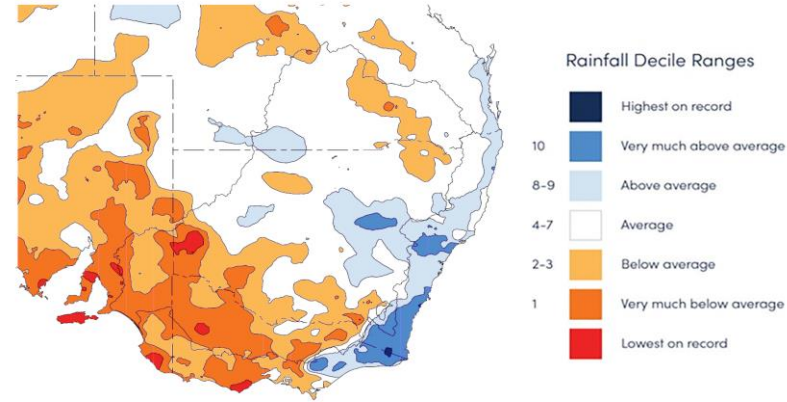 Rainfall Decile Ranges
Highest on record
10 Very much above average
8-9 Above average
4-7 Average
2-3 Below average
1 Very much below average
Lowest on record